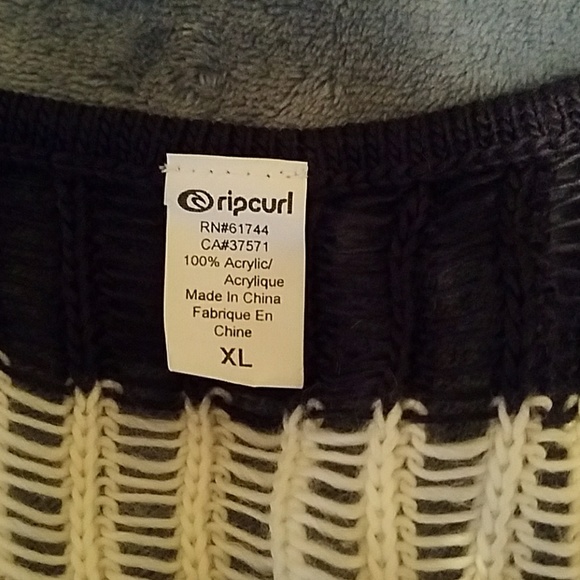 ripcurl
RN#61744
CA#37571
100% Acrylic/
Acrylique
Made In China
Fabrique En
Chine
XL